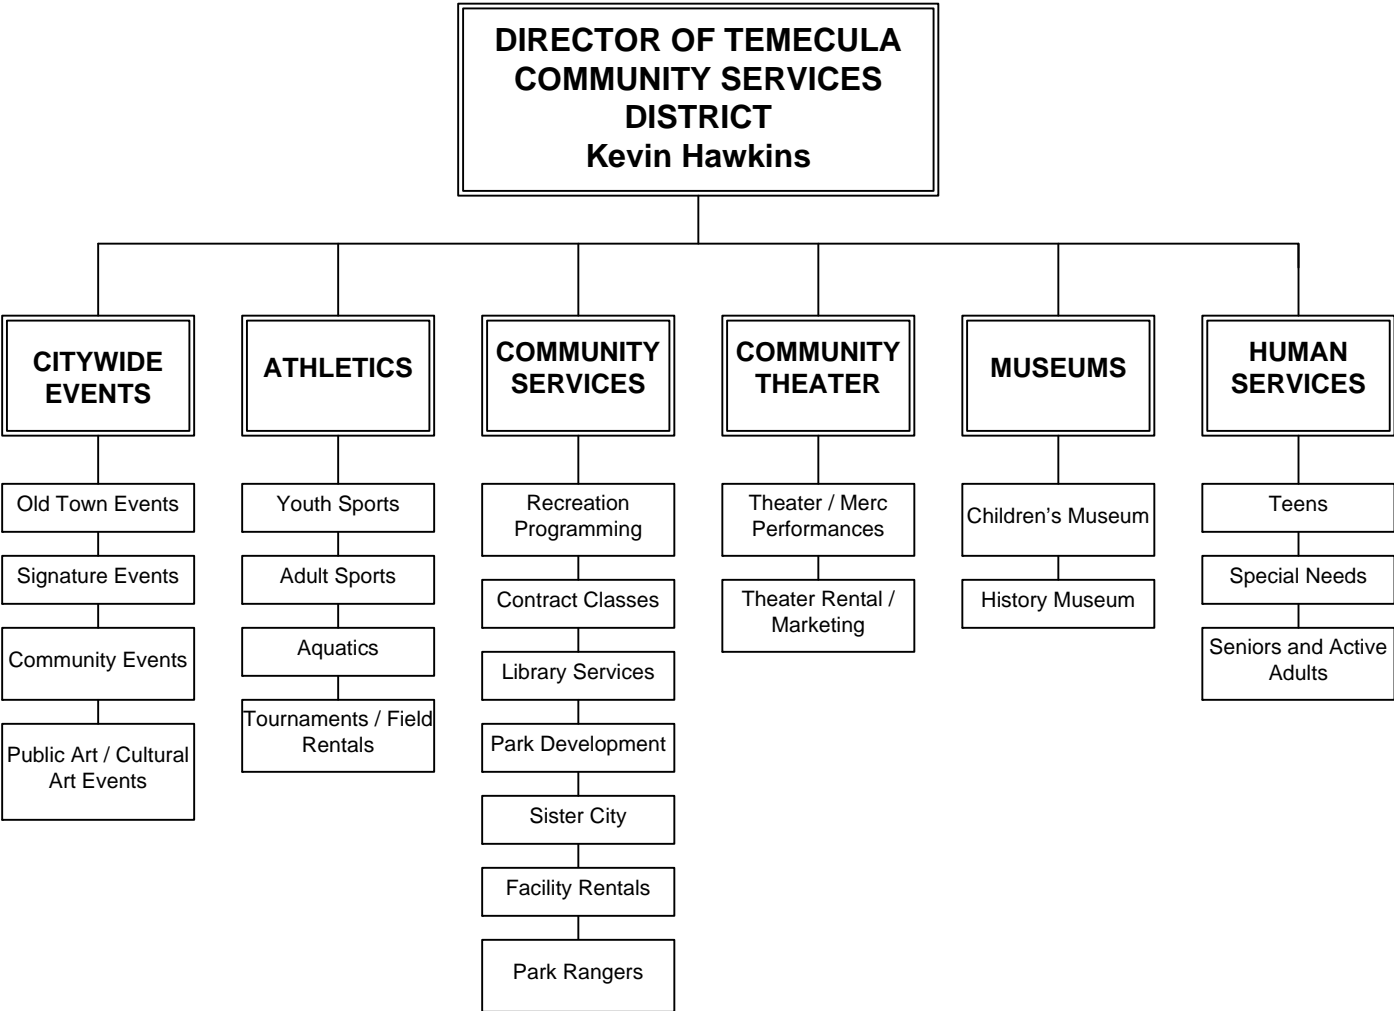 DIRECTOR OF TEMECULA
COMMUNITY SERVICES
DISTRICT
Kevin Hawkins
CITYWIDE
EVENTS
Old Town Events
Signature Events
Community Events
Public Art / Cultural
Art Events
ATHLETICS
Youth Sports
Adult Sports
Aquatics
Tournaments / Field
Rentals
COMMUNITY
SERVICES
Recreation
Programming
Contract Classes
Library Services
Park Development
Sister City
Facility Rentals
Park Rangers
COMMUNITY
THEATER
Theater / Merc
Performances
Theater Rental /
Marketing
MUSEUMS
Children’s Museum
History Museum
HUMAN
SERVICES
Teens
Special Needs
Seniors and Active
Adults